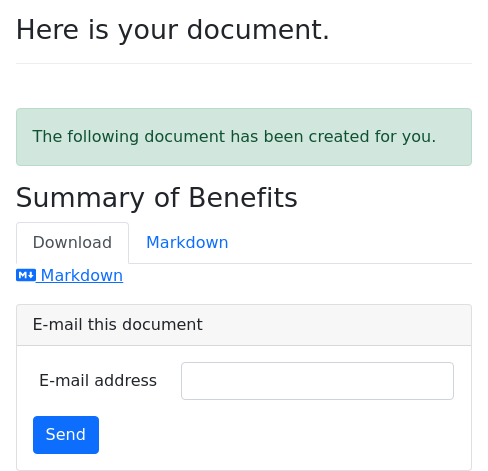 Here is your document.
The following document has been created for you.
Summary of Benefits
Download Markdown
Markdown
E-mail this document
E-mail address
Send